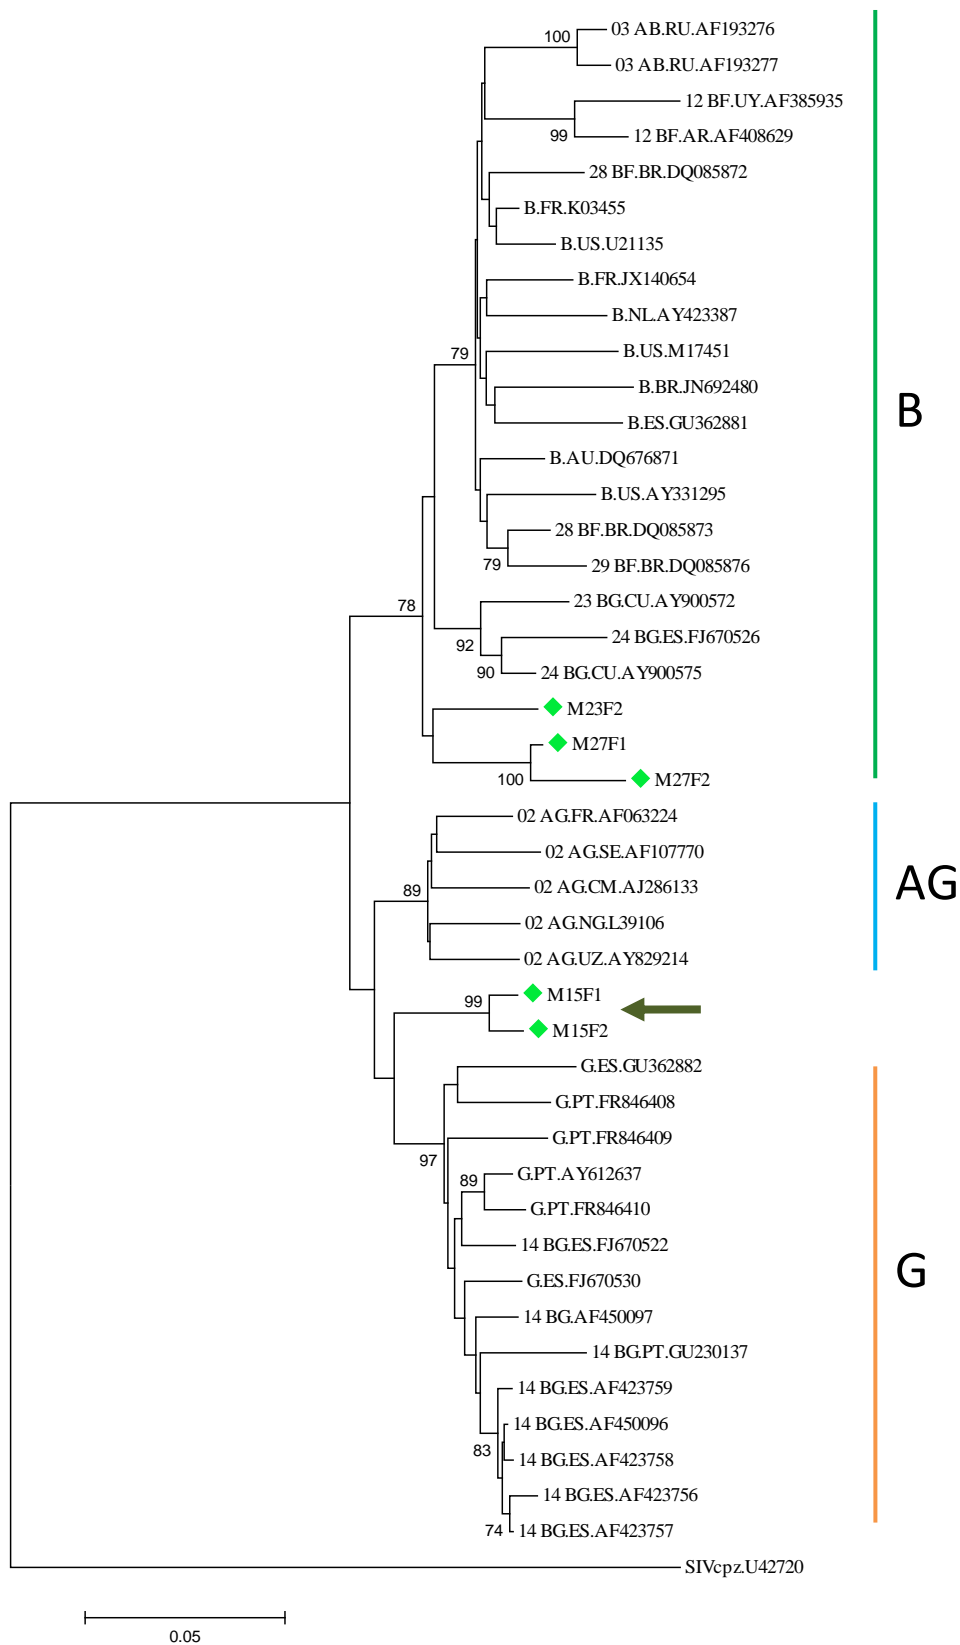 100
03 AB.RU.AF193276
03 AB.RU.AF193277
12 BF.UY.AF385935
99
12 BF.AR.AF408629
28 BF.BR.DQ085872
B.FR.K03455
B.US.U21135
B.FR.JX140654
B.NL.AY423387
79
B.US.M17451
B.BR.JN692480
B
B.ES.GU362881
B.AU.DQ676871
B.US.AY331295
28 BF.BR.DQ085873
79
29 BF.BR.DQ085876
78
23 BG.CU.AY900572
92
24 BG.ES.FJ670526
90
24 BG.CU.AY900575
M23F2
M27F1
100
M27F2
02 AG.FR.AF063224
02 AG.SE.AF107770
89
02 AG.CM.AJ286133
AG
02 AG.NG.L39106
02 AG.UZ.AY829214
99
M15F1
M15F2
G.ES.GU362882
G.PT.FR846408
97
G.PT.FR846409
89
G.PT.AY612637
G.PT.FR846410
14 BG.ES.FJ670522
G
G.ES.FJ670530
14 BG.AF450097
14 BG.PT.GU230137
14 BG.ES.AF423759
14 BG.ES.AF450096
83
14 BG.ES.AF423758
14 BG.ES.AF423756
74
14 BG.ES.AF423757
SIVcpz.U42720
0.05